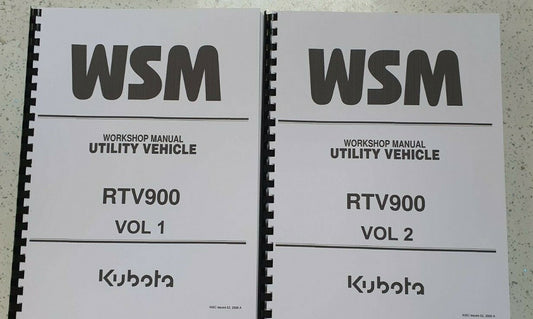 WSM
WORKSHOP MANUAL
UTILITY VEHICLE
RTV900
VOL 1
Kubota
WSM
WORKSHOP MANUAL
UTILITY VEHICLE
RTV900
VOL 2
Kubota